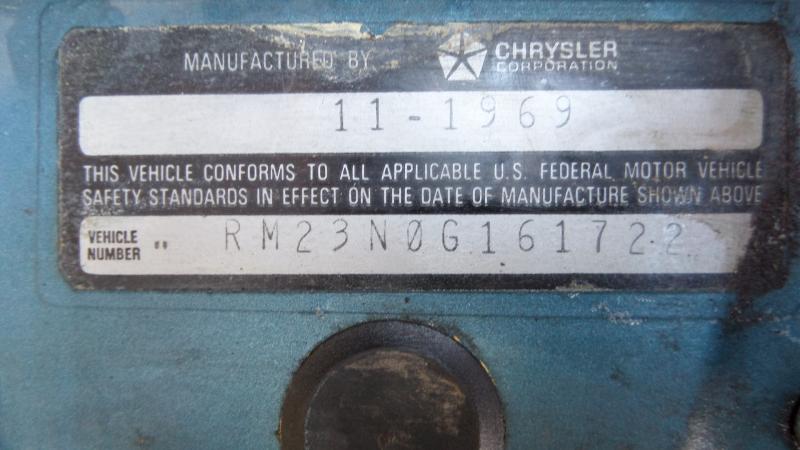 MANUFACTURED BY CHRYSLER CORPORATION
11-1969
THIS VEHICLE CONFORMS TO ALL APPLICABLE U.S. FEDERAL MOTOR VEHICLE
SAFETY STANDARDS IN EFFECT ON THE DATE OF MANUFACTURE SHOWN ABOVE
VEHICLE NUMBER " RM23N0G161722